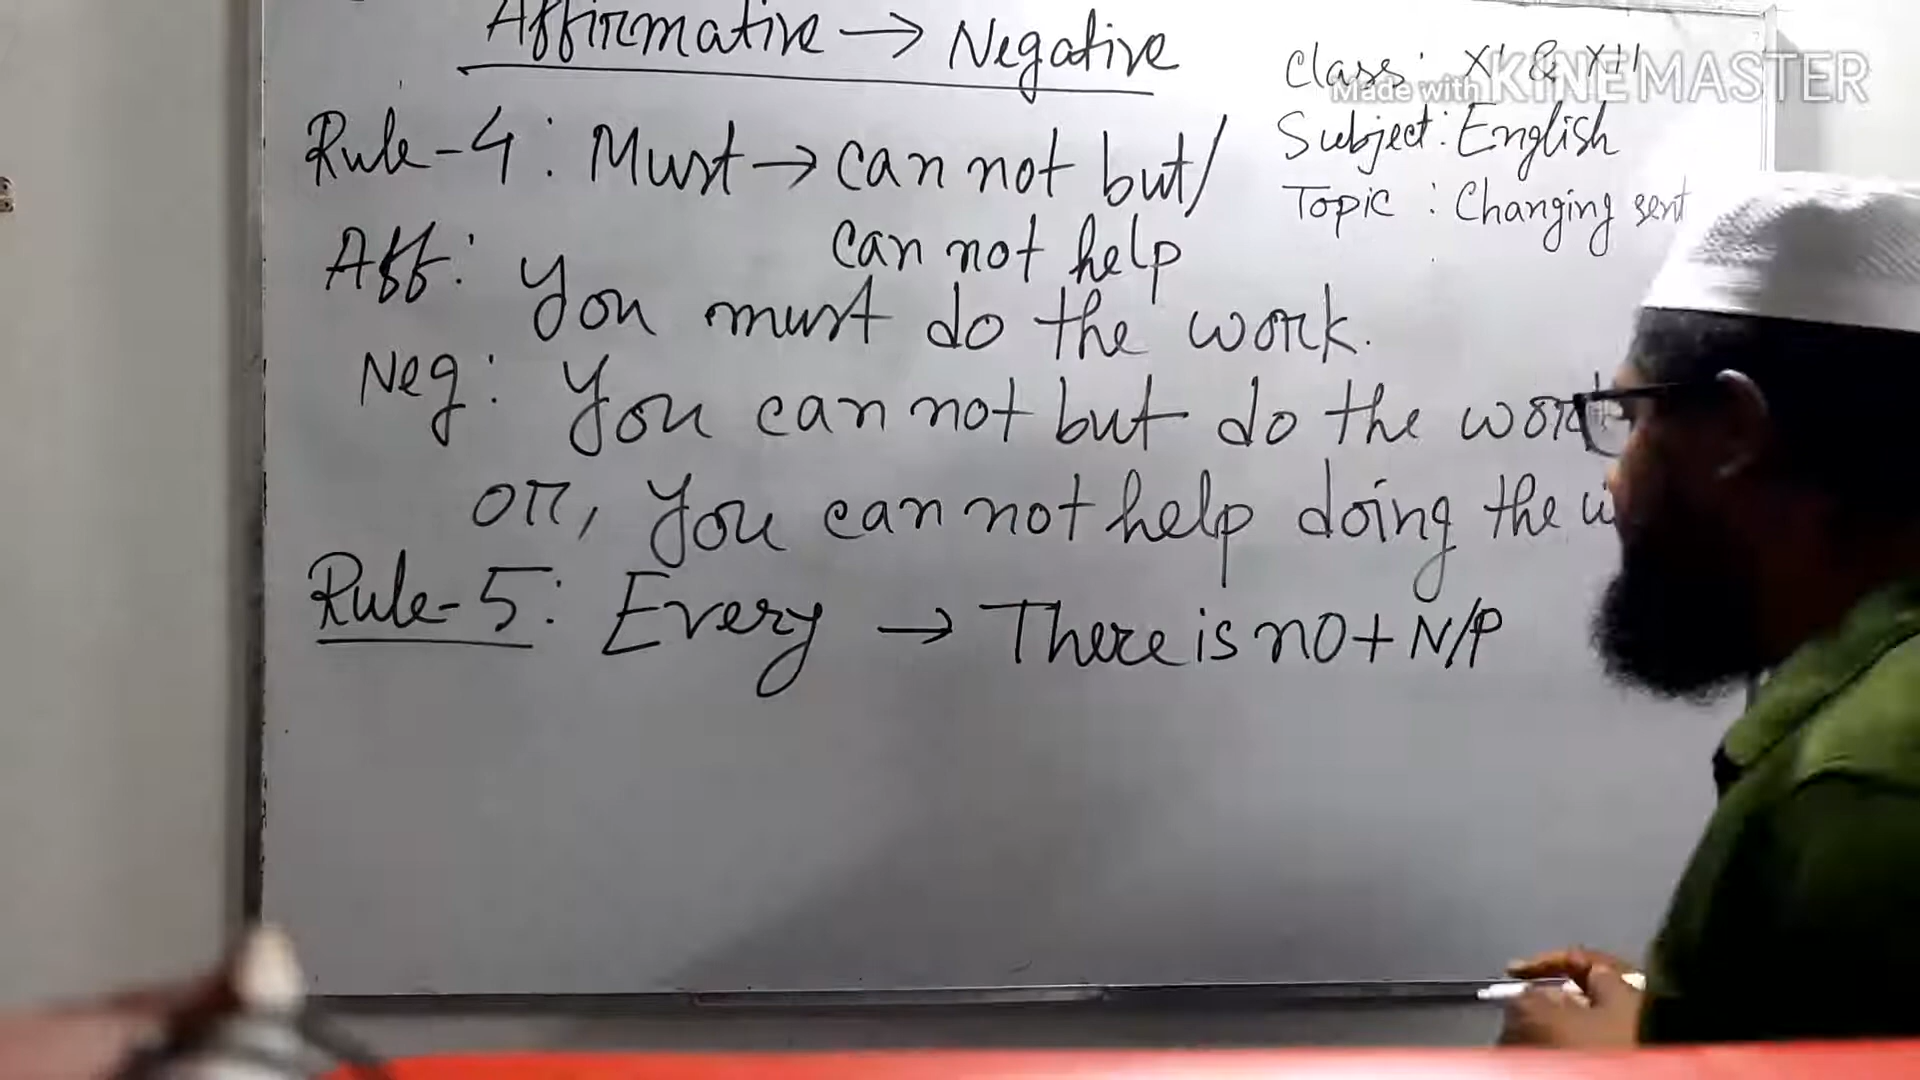 Affirmative → Negative
Class: XI & XII
Made with KINEMASTER
Subject: English
Topic : Changing sent
Rule-4: Must → can not but/
can not help
Aff: You must do the work.
Neg: You can not but do the
or, You can not help doing the
Rule-5: Every → There is no + N/P